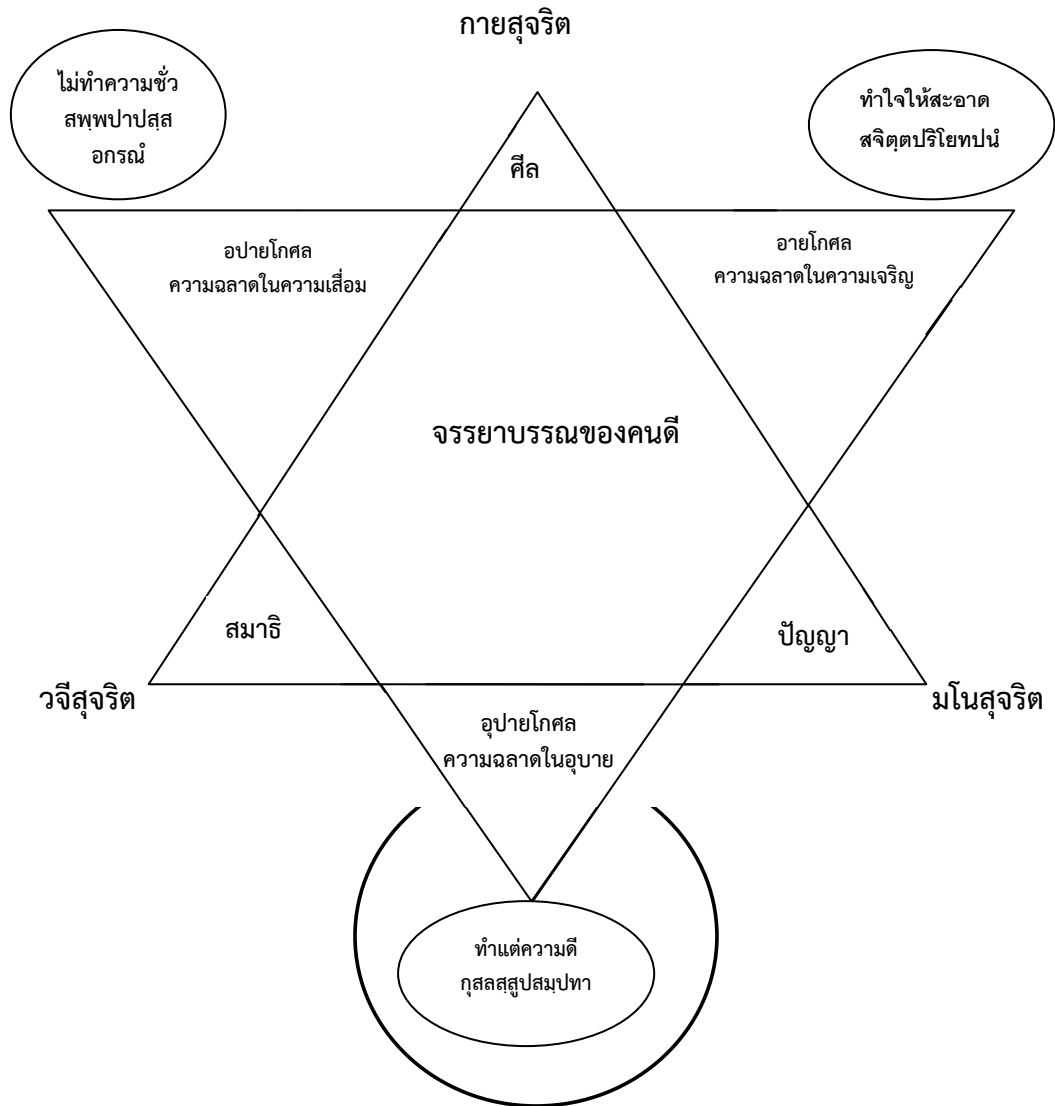 กายสุจริต
ไม่ทำความชั่ว
สพฺพปาปสฺส
อกรณํ
ทำใจให้สะอาด
สจิตฺตปริโยทปนํ
ศีล
อปายโกศล
ความฉลาดในความเสื่อม
อายโกศล
ความฉลาดในความเจริญ
จรรยาบรรณของคนดี
สมาธิ
ปัญญา
วจีสุจริต
มโนสุจริต
อุปายโกศล
ความฉลาดในอุบาย
ทำแต่ความดี
กุสลสฺสูปสมฺปทา